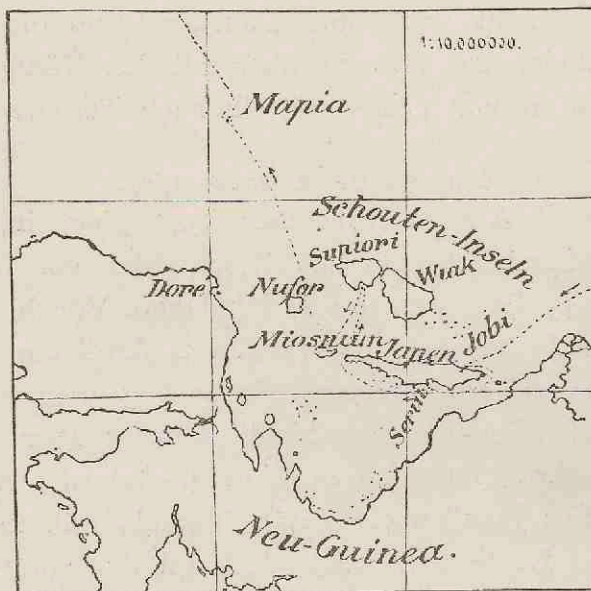 1:10.000000.
Mapia
Schouten-Inseln
Supiori
Wiak
Dore
Nufor
Jobi
Miosnum
Japen
Serui
Neu-Guinea.